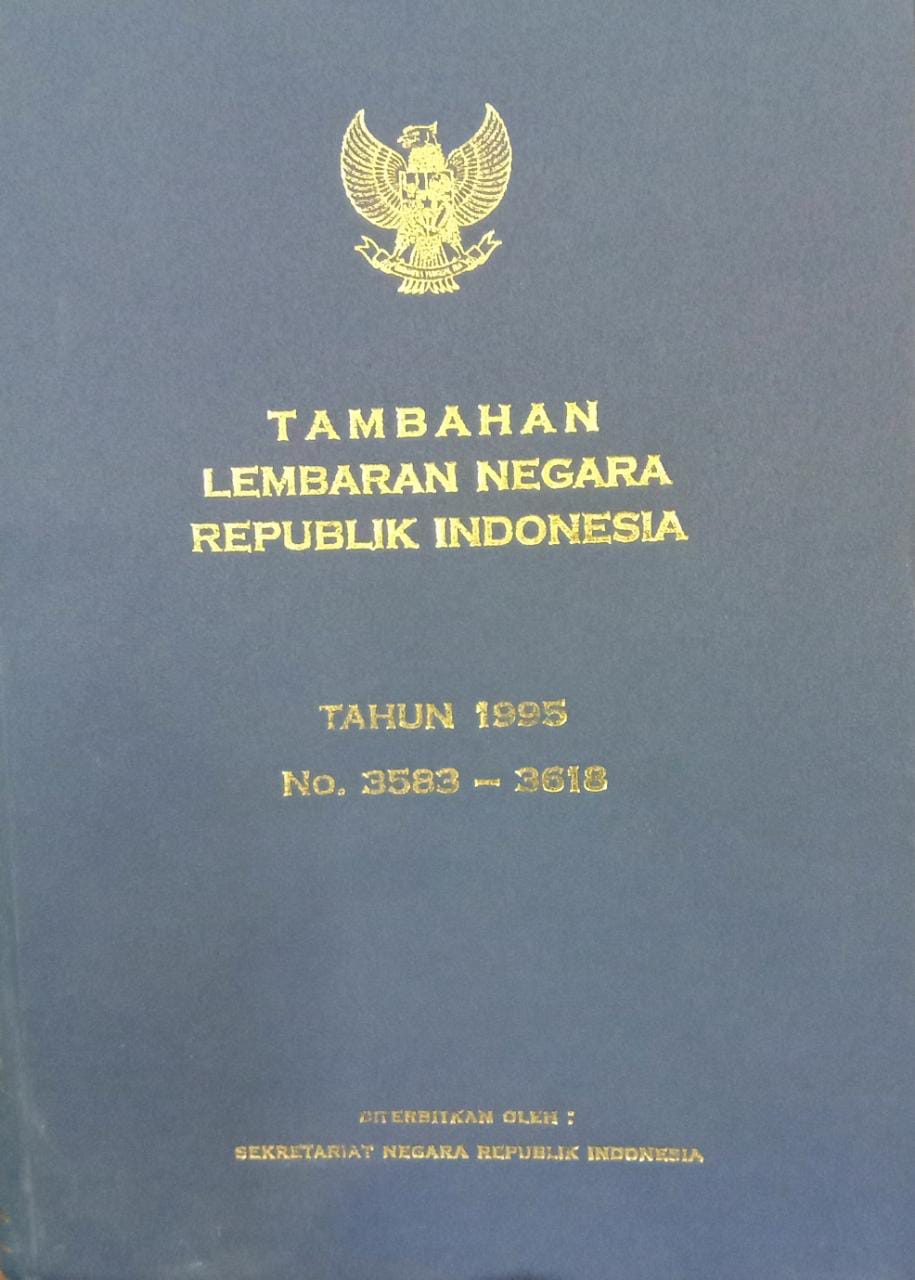 TAMBAHAN
LEMBARAN NEGARA
REPUBLIK INDONESIA
TAHUN 1995
No. 3583 – 3618
DITERBITKAN OLEH :
SEKRETARIAT NEGARA REPUBLIK INDONESIA